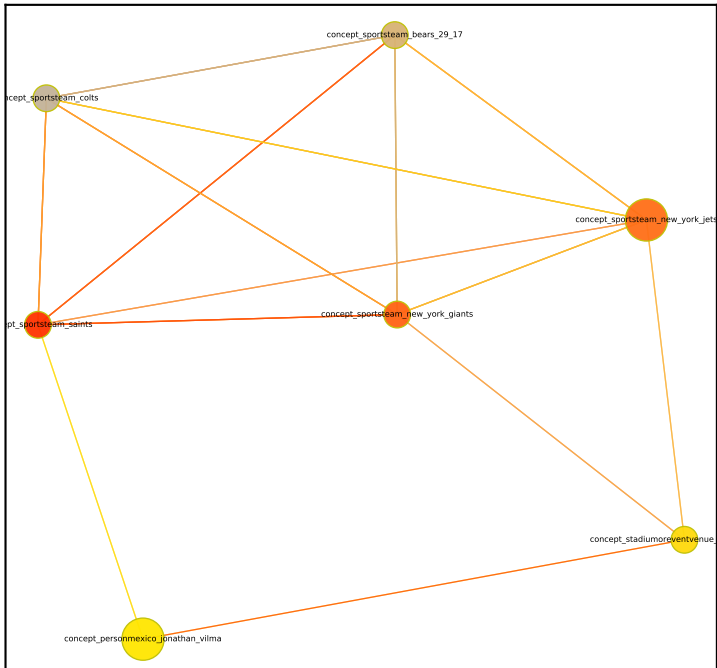 concept_sportsteam_bears_29_17
ncept_sportsteam_colts
concept_sportsteam_new_york_jets
concept_sportsteam_new_york_giants
pt_sportsteam_saints
concept_stadiumoreventvenue_
concept_personmexico_jonathan_vilma